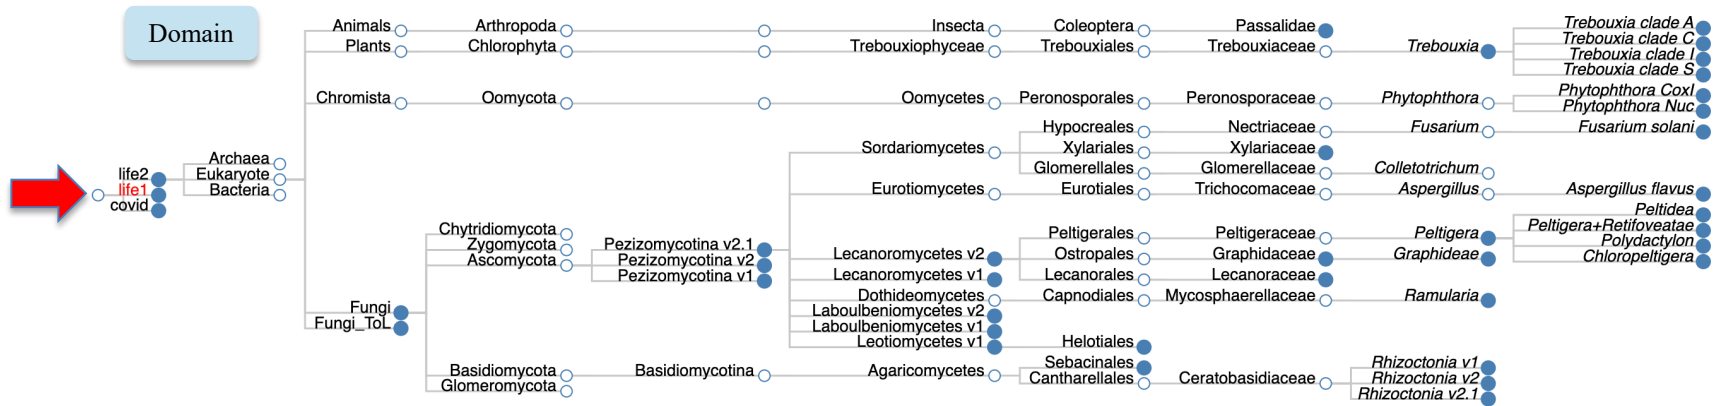 Domain
Animals Arthropoda Insecta Coleoptera Passalidae
Plants Chlorophyta Trebouxiophyceae Trebouxiales Trebouxiaceae Trebouxia
Trebouxia clade A
Trebouxia clade C
Trebouxia clade I
Trebouxia clade S
Chromista Oomycota Oomycetes Peronosporales Peronosporaceae Phytophthora
Phytophthora CoxI
Phytophthora Nuc
Hypocreales Nectriaceae Fusarium Fusarium solani
Sordariomycetes Xylariales Xylariaceae
Glomerellales Glomerellaceae Colletotrichum
Archaea
life2 Eukaryote
life1 Bacteria
covid
Eurotiomycetes Eurotiales Trichocomaceae Aspergillus Aspergillus flavus
Chytridiomycota
Zygomycota
Ascomycota
Pezizomycotina v2.1
Pezizomycotina v2
Pezizomycotina v1
Peltigerales Peltigeraceae Peltigera
Peltidea
Peltigera+Retifoveatae
Polydactylon
Chloropeltigera
Lecanoromycetes v2 Ostropales Graphidaceae Graphideae
Lecanoromycetes v1 Lecanorales Lecanoraceae
Dothideomycetes Capnodiales Mycosphaerellaceae Ramularia
Fungi
Fungi_ToL
Laboulbeniomycetes v2
Laboulbeniomycetes v1
Leotiomycetes v1 Helotiales
Basidiomycota Basidiomycotina Agaricomycetes
Glomeromycota
Sebacinales
Cantharellales Ceratobasidiaceae
Rhizoctonia v1
Rhizoctonia v2
Rhizoctonia v2.1